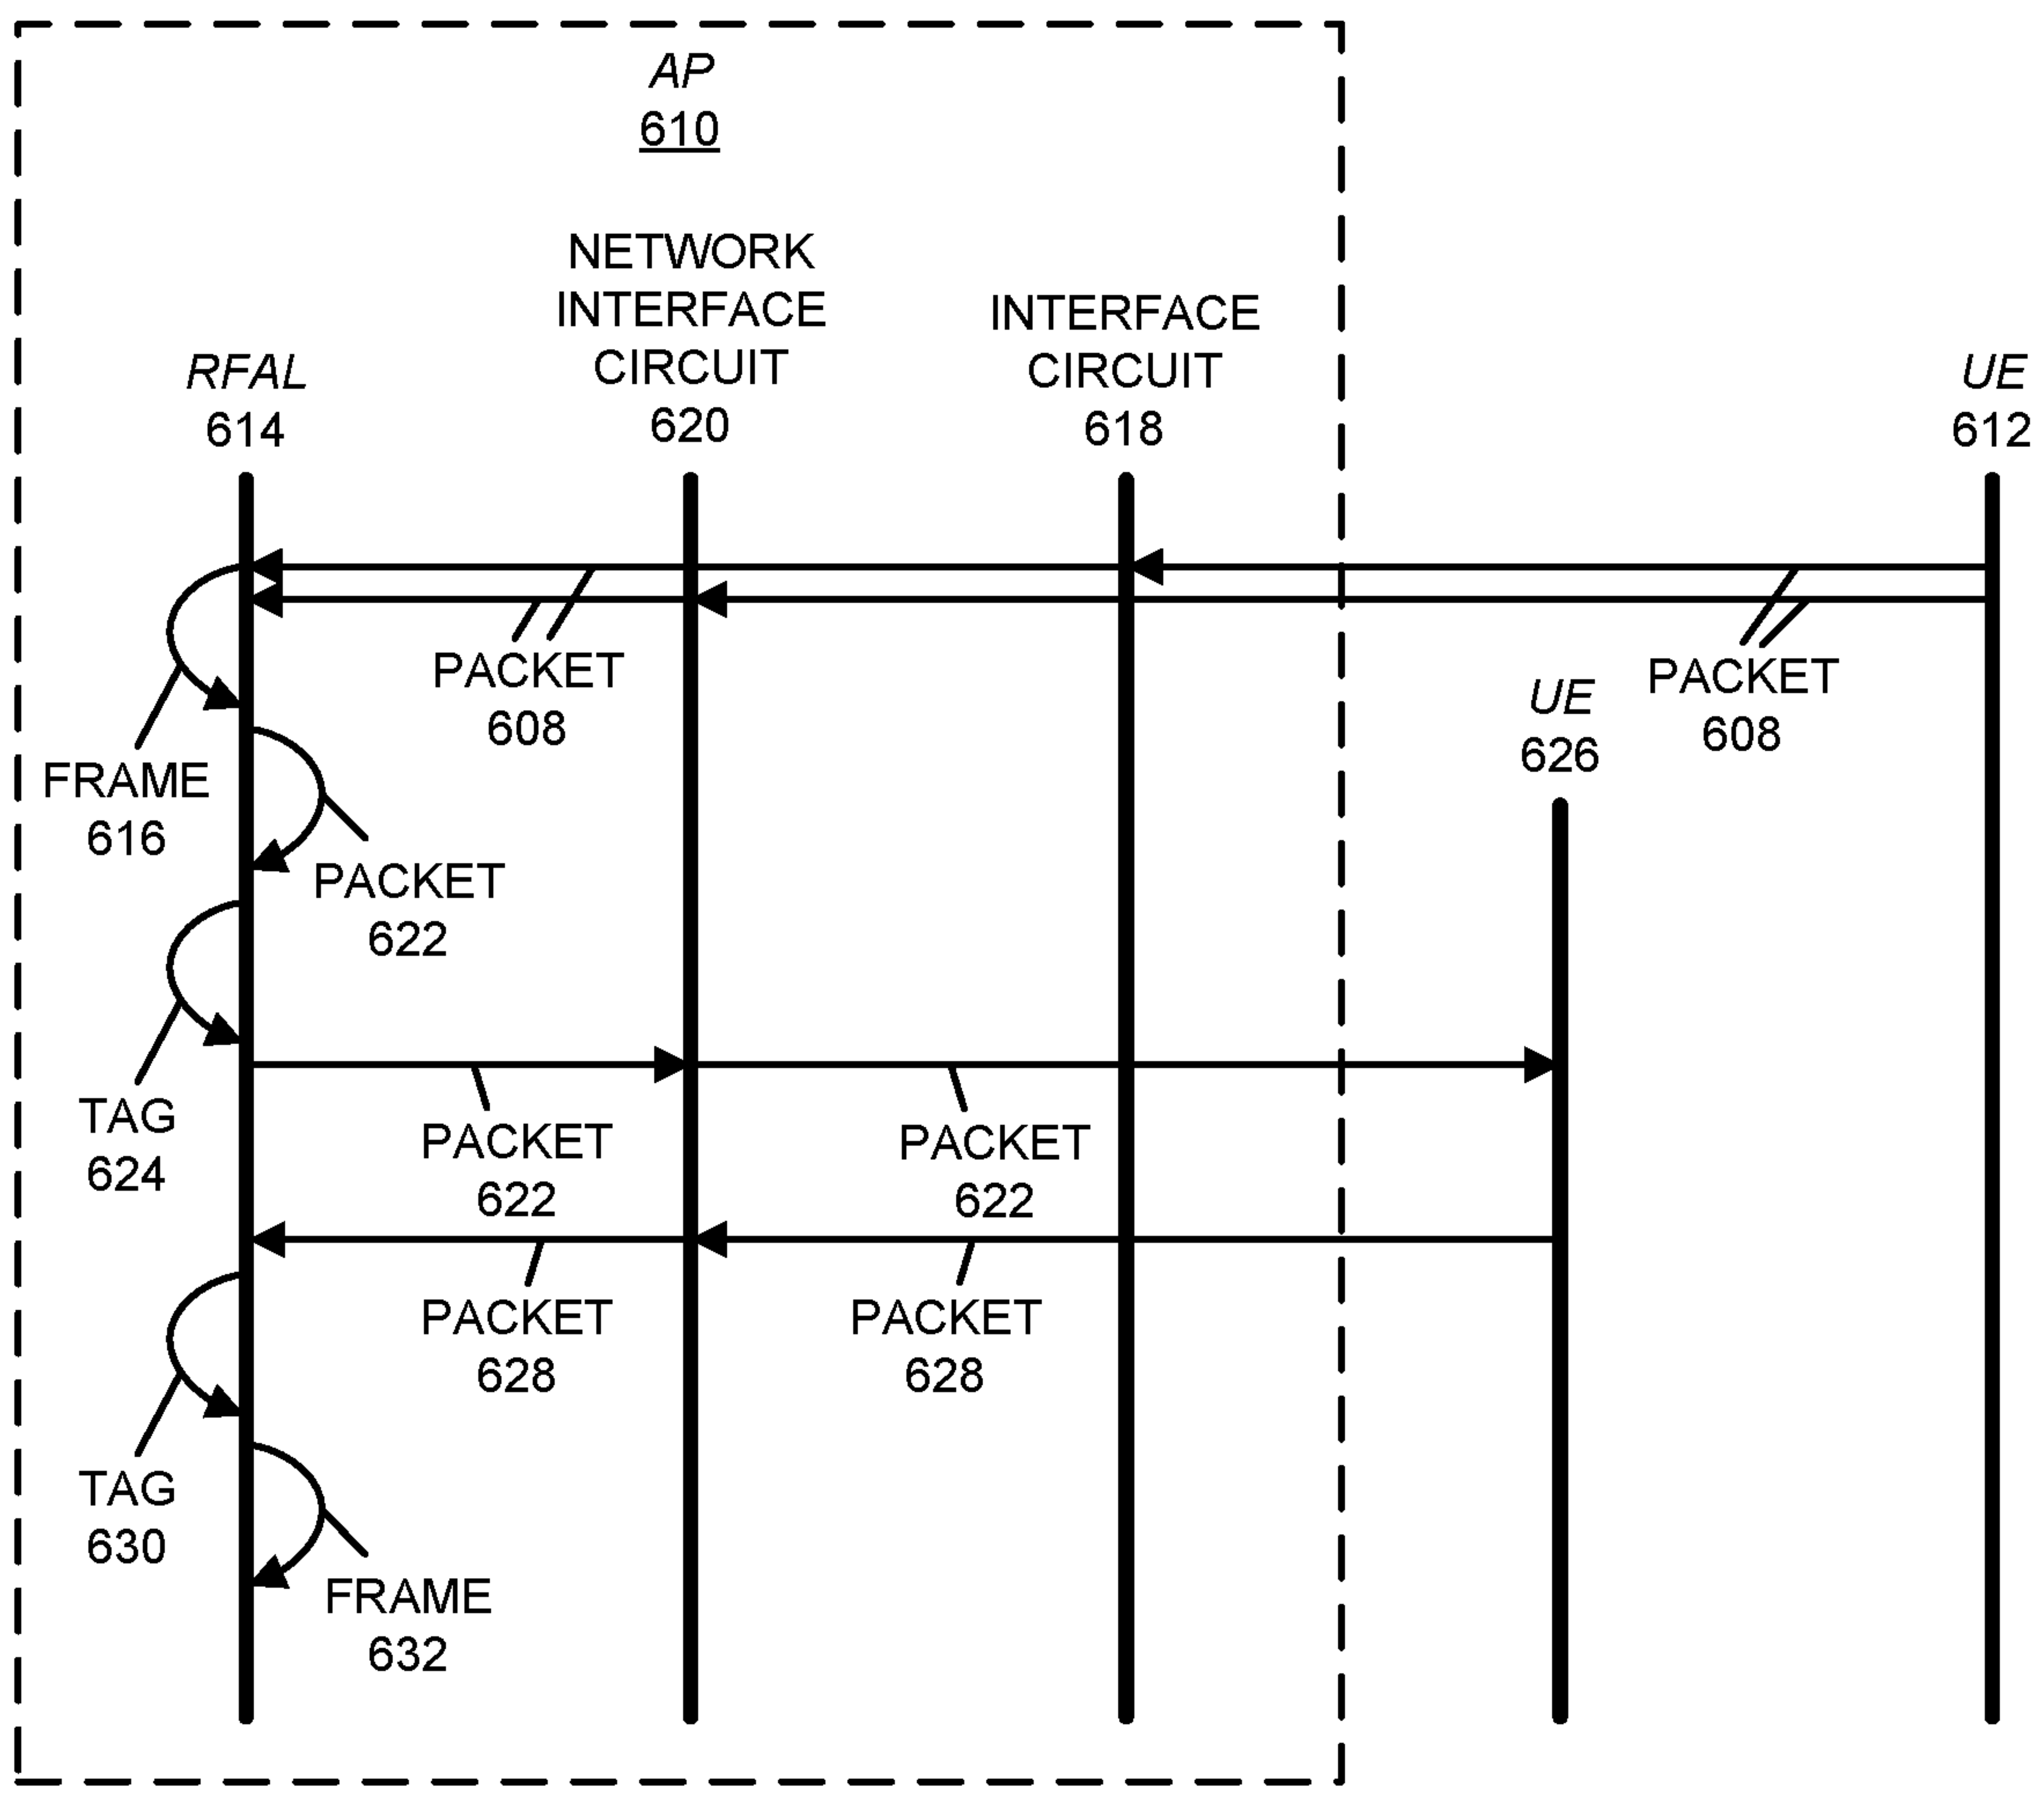 AP
610
NETWORK
INTERFACE
CIRCUIT
620
INTERFACE
CIRCUIT
618
RFAL
614
UE
612
PACKET
608
PACKET
608
UE
626
FRAME
616
PACKET
622
TAG
624
PACKET
622
PACKET
622
PACKET
628
PACKET
628
TAG
630
FRAME
632